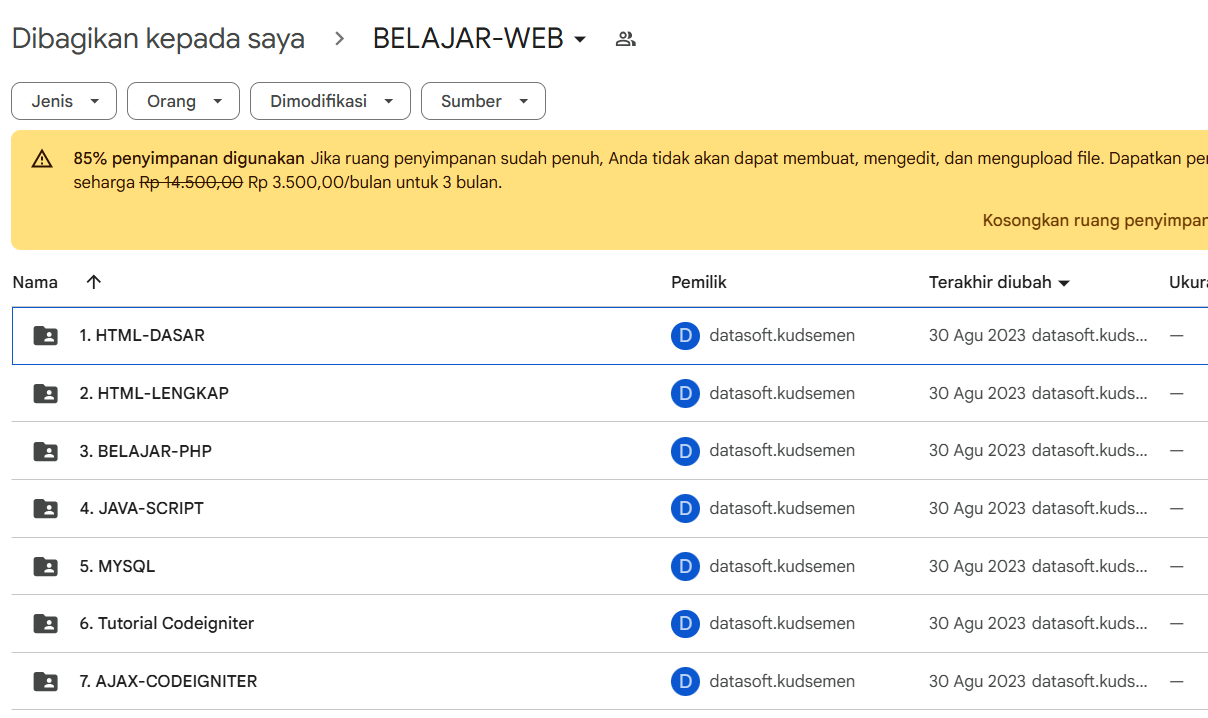 Dibagikan kepada saya > BELAJAR-WEB
Jenis Orang Dimodifikasi Sumber
85% penyimpanan digunakan Jika ruang penyimpanan sudah penuh, Anda tidak akan dapat membuat, mengedit, dan mengupload file. Dapatkan
seharga Rp 14.500,00 Rp 3.500,00/bulan untuk 3 bulan.
Kosongkan ruang
Nama Pemilik Terakhir diubah
1. HTML-DASAR D datasoft.kudsemen 30 Agu 2023 datasoft.kuds... —
2. HTML-LENGKAP D datasoft.kudsemen 30 Agu 2023 datasoft.kuds... —
3. BELAJAR-PHP D datasoft.kudsemen 30 Agu 2023 datasoft.kuds... —
4. JAVA-SCRIPT D datasoft.kudsemen 30 Agu 2023 datasoft.kuds... —
5. MYSQL D datasoft.kudsemen 30 Agu 2023 datasoft.kuds... —
6. Tutorial Codeigniter D datasoft.kudsemen 30 Agu 2023 datasoft.kuds... —
7. AJAX-CODEIGNITER D datasoft.kudsemen 30 Agu 2023 datasoft.kuds... —